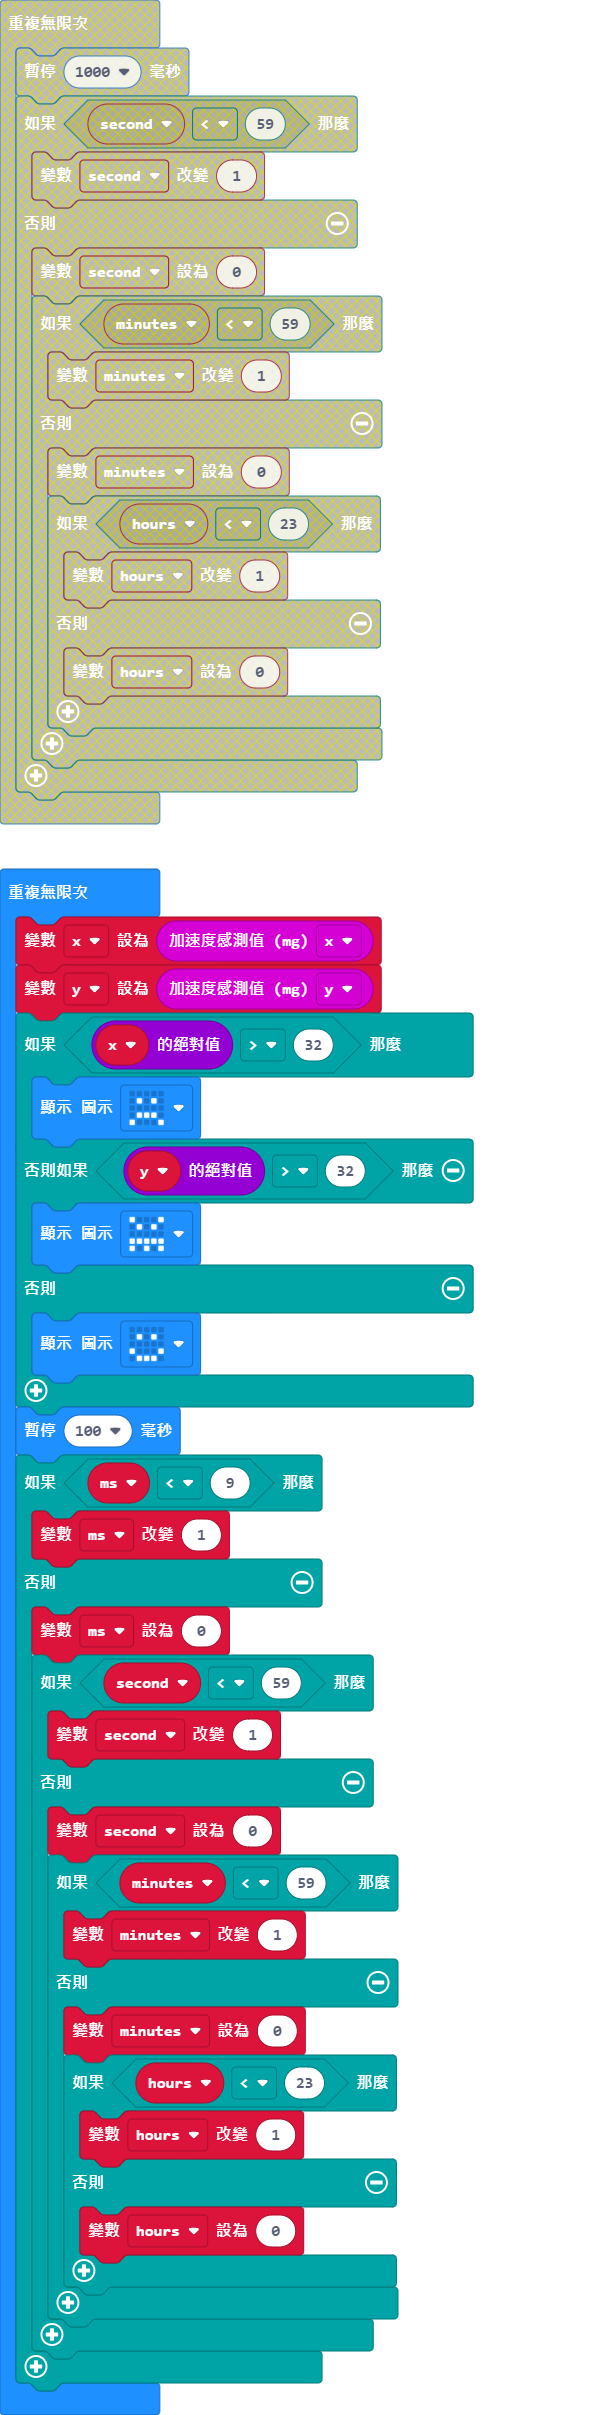 重複無限次
暫停 1000 毫秒
如果 second < 59 那麼
變數 second 改變 1
否則
變數 second 設為 0
如果 minutes < 59 那麼
變數 minutes 改變 1
否則
變數 minutes 設為 0
如果 hours < 23 那麼
變數 hours 改變 1
否則
變數 hours 設為 0
重複無限次
變數 x 設為 加速度感測值 (mg) x
變數 y 設為 加速度感測值 (mg) y
如果 x 的絕對值 > 32 那麼
顯示 圖示
否則如果 y 的絕對值 > 32 那麼
顯示 圖示
否則
顯示 圖示
暫停 100 毫秒
如果 ms < 9 那麼
變數 ms 改變 1
否則
變數 ms 設為 0
如果 second < 59 那麼
變數 second 改變 1
否則
變數 second 設為 0
如果 minutes < 59 那麼
變數 minutes 改變 1
否則
變數 minutes 設為 0
如果 hours < 23 那麼
變數 hours 改變 1
否則
變數 hours 設為 0